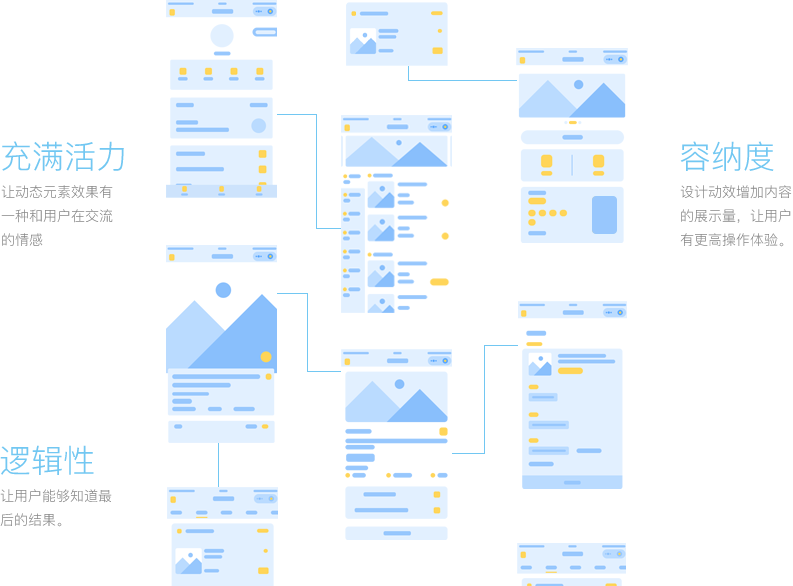 充满活力
让动态元素效果有
一种和用户在交流
的情感
容纳度
设计动效增加内容
的展示量，让用户
有更高操作体验。
逻辑性
让用户能够知道最
后的结果。